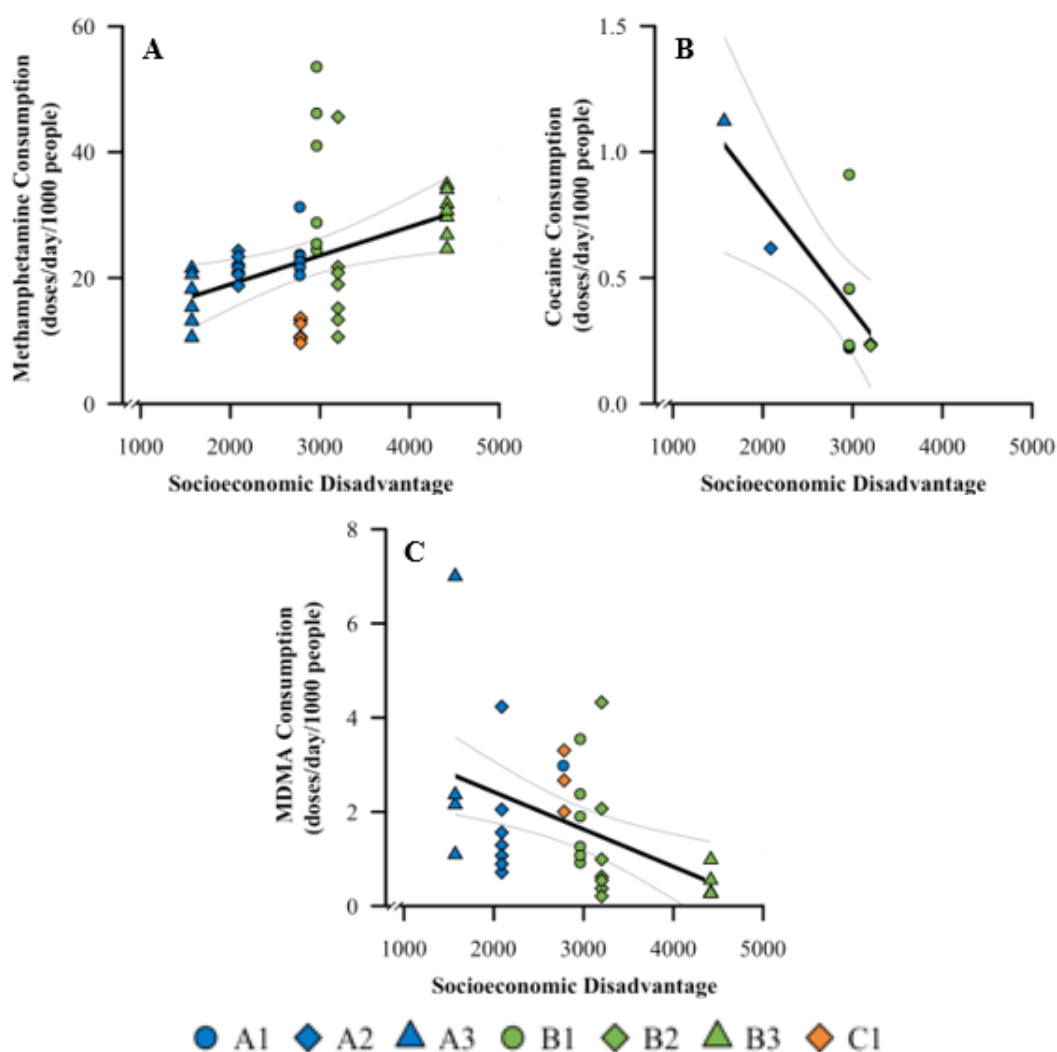 A
Methamphetamine Consumption
(doses/day/1000 people)
60
40
20
0
1000 2000 3000 4000 5000
Socioeconomic Disadvantage
B
Cocaine Consumption
(doses/day/1000 people)
1.5
1.0
0.5
0.0
1000 2000 3000 4000 5000
Socioeconomic Disadvantage
C
MDMA Consumption
(doses/day/1000 people)
8
6
4
2
0
1000 2000 3000 4000 5000
Socioeconomic Disadvantage
A1 A2 A3 B1 B2 B3 C1